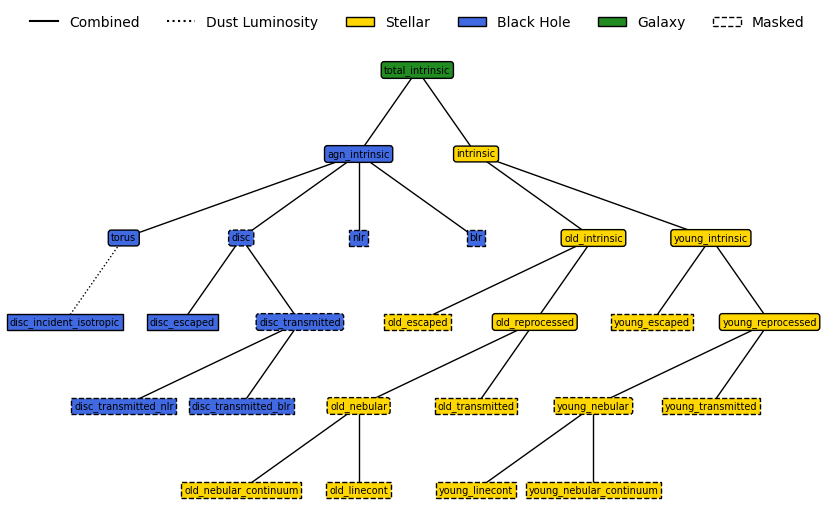 Combined Dust Luminosity Stellar Black Hole Galaxy Masked
total_intrinsic
agn_intrinsic intrinsic
torus disc nlr blr old_intrinsic young_intrinsic
disc_incident_isotropic disc_escaped disc_transmitted old_escaped old_reprocessed young_escaped young_reprocessed
disc_transmitted_nlr disc_transmitted_blr old_nebular old_transmitted young_nebular young_transmitted
old_nebular_continuum old_linecont young_linecont young_nebular_continuum